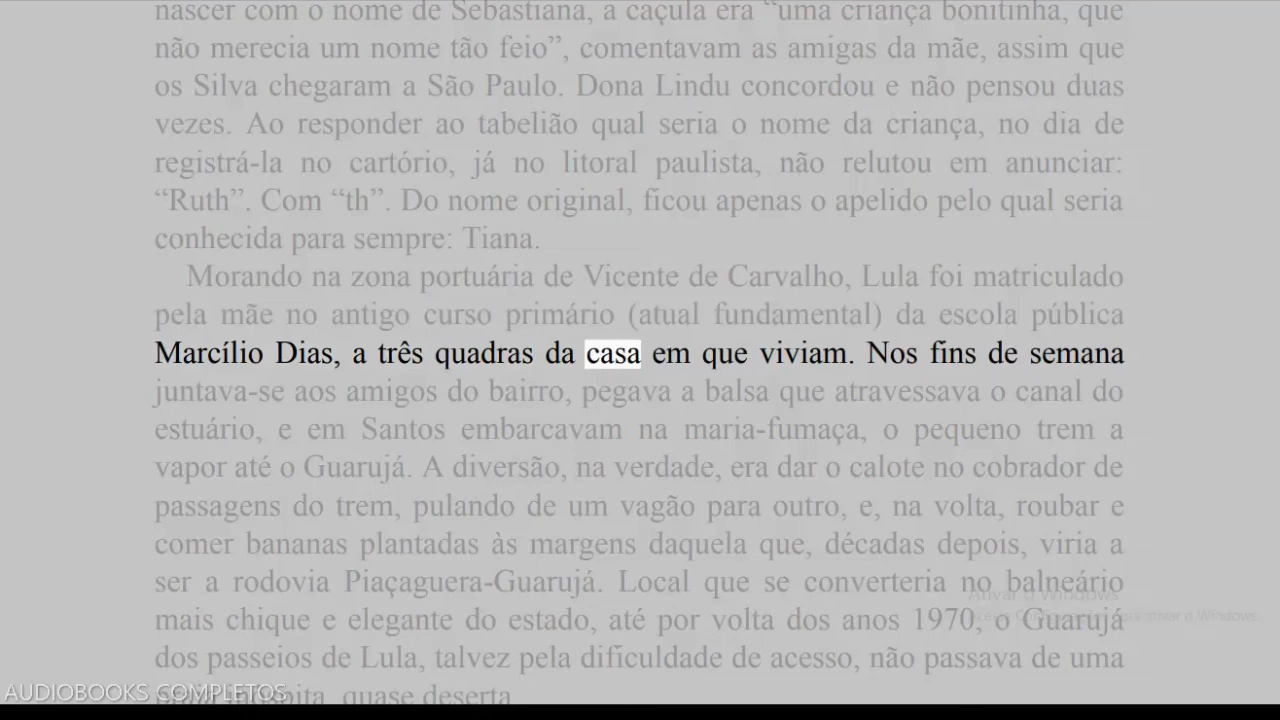 nascer com o nome de Sebastiana, a caçula era “uma criança bonitinha, que
não merecia um nome tão feio”, comentavam as amigas da mãe, assim que
os Silva chegaram a São Paulo. Dona Lindu concordou e não pensou duas
vezes. Ao responder ao tabelião qual seria o nome da criança, no dia de
registrá-la no cartório, já no litoral paulista, não relutou em anunciar:
“Ruth”. Com “th”. Do nome original, ficou apenas o apelido pelo qual seria
conhecida para sempre: Tiana.
Morando na zona portuária de Vicente de Carvalho, Lula foi matriculado
pela mãe no antigo curso primário (atual fundamental) da escola pública
Marcílio Dias, a três quadras da casa em que viviam. Nos fins de semana
juntava-se aos amigos do bairro, pegava a balsa que atravessava o canal do
estuário, e em Santos embarcavam na maria-fumaça, o pequeno trem a
vapor até o Guarujá. A diversão, na verdade, era dar o calote no cobrador de
passagens do trem, pulando de um vagão para outro, e, na volta, roubar e
comer bananas plantadas às margens daquela que, décadas depois, viria a
ser a rodovia Piaçaguera-Guarujá. Local que se converteria no balneário
Ativar o Windows
mais chique e elegante do estado, até por volta dos anos 1970, o Guarujá
para ativar o Windows.
dos passeios de Lula, talvez pela dificuldade de acesso, não passava de uma
quase deserta
AUDIOBOOKS COMPLETOS